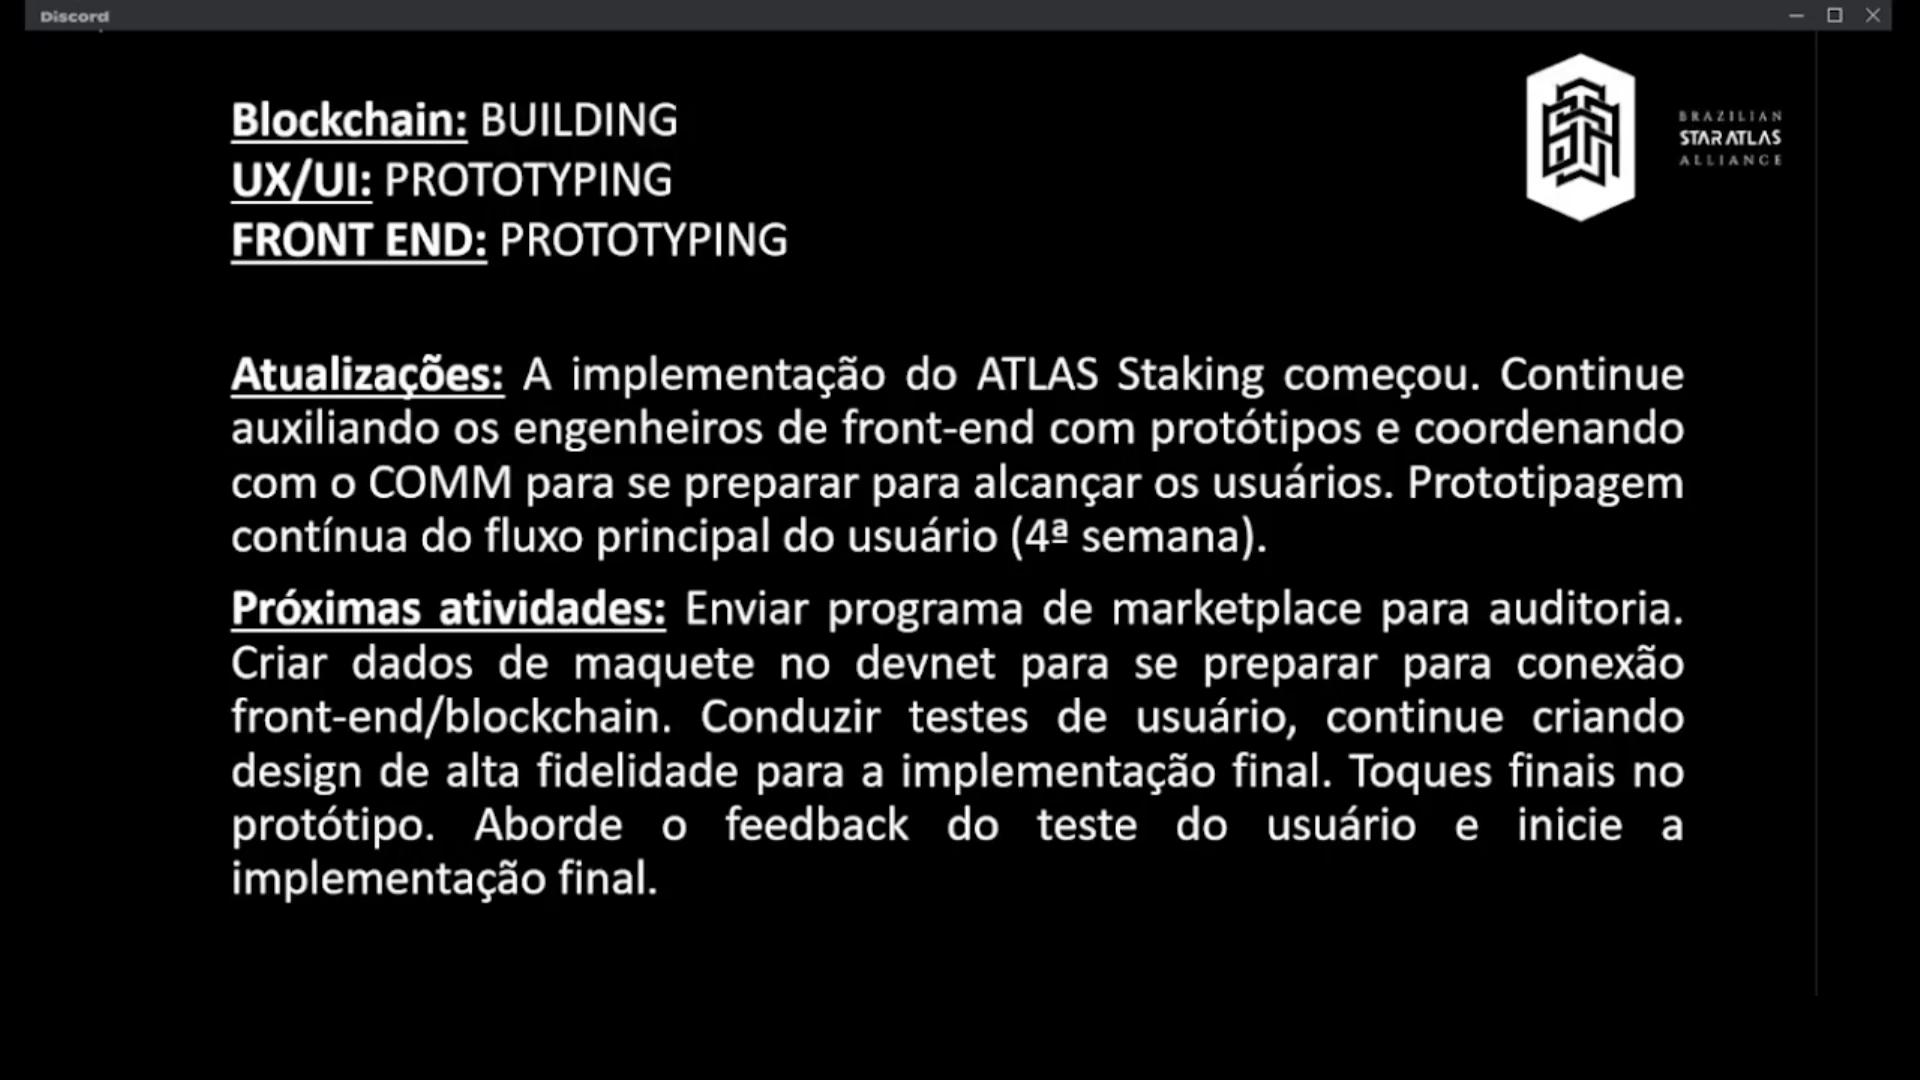 Discord
BRAZILIAN
STAR ATLAS
ALLIANCE
Blockchain: BUILDING
UX/UI: PROTOTYPING
FRONT END: PROTOTYPING
Atualizações: A implementação do ATLAS Staking começou. Continue
auxiliando os engenheiros de front-end com protótipos e coordenando
com o COMM para se preparar para alcançar os usuários. Prototipagem
contínua do fluxo principal do usuário (4ª semana).
Próximas atividades: Enviar programa de marketplace para auditoria.
Criar dados de maquete no devnet para se preparar para conexão
front-end/blockchain. Conduzir testes de usuário, continue criando
design de alta fidelidade para a implementação final. Toques finais no
protótipo. Aborde o feedback do teste do usuário e inicie a
implementação final.